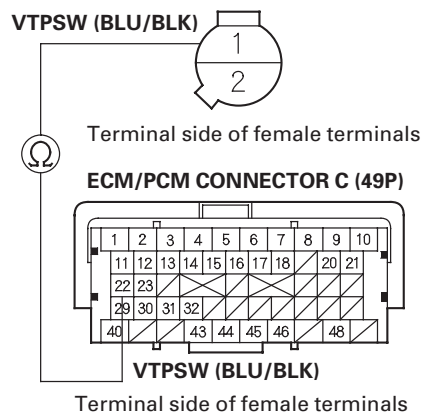 VTPSW (BLU/BLK)
1
2
Terminal side of female terminals
Ω
ECM/PCM CONNECTOR C (49P)
1 2 3 4 5 6 7 8 9 10
11 12 13 14 15 16 17 18 20 21
22 23
29 30 31 32
40 43 44 45 46 48
VTPSW (BLU/BLK)
Terminal side of female terminals